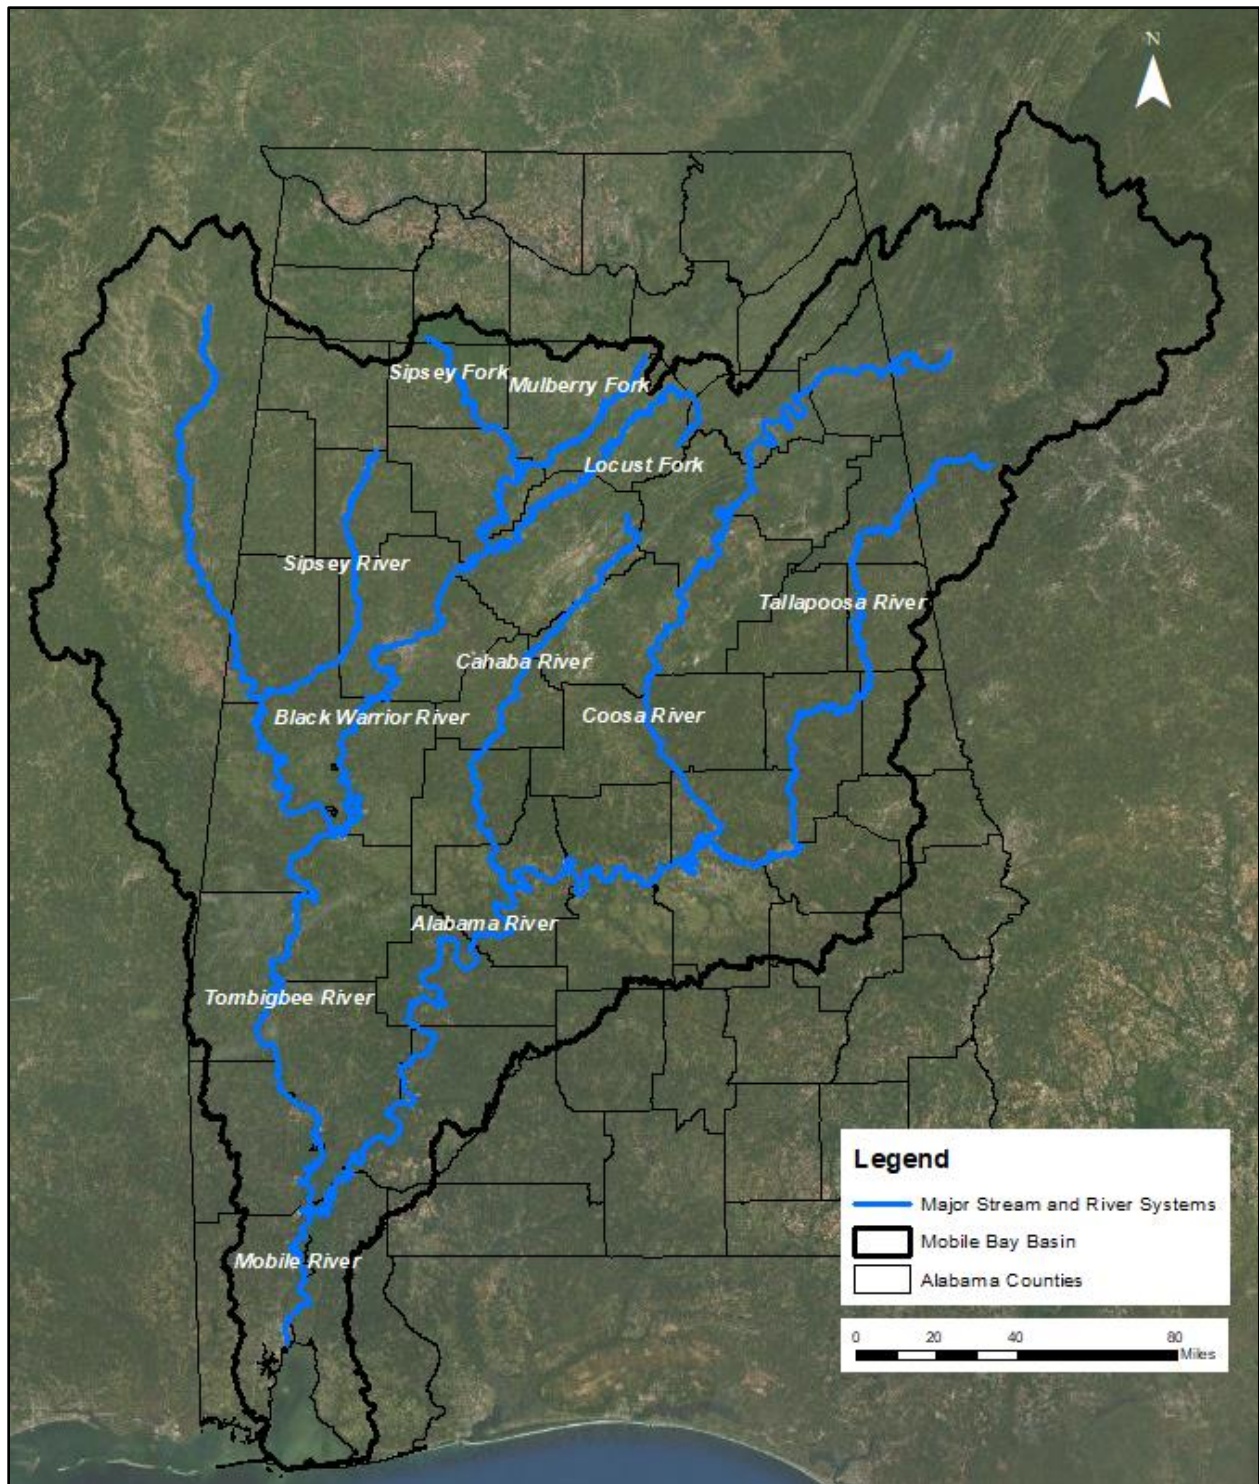 N
Sipsey Fork
Mulberry Fork
Locust Fork
Sipsey River
Tallapoosa River
Cahaba River
Black Warrior River
Coosa River
Alabama River
Tombigbee River
Mobile River
Legend
Major Stream and River Systems
Mobile Bay Basin
Alabama Counties
0 20 40 80
Miles